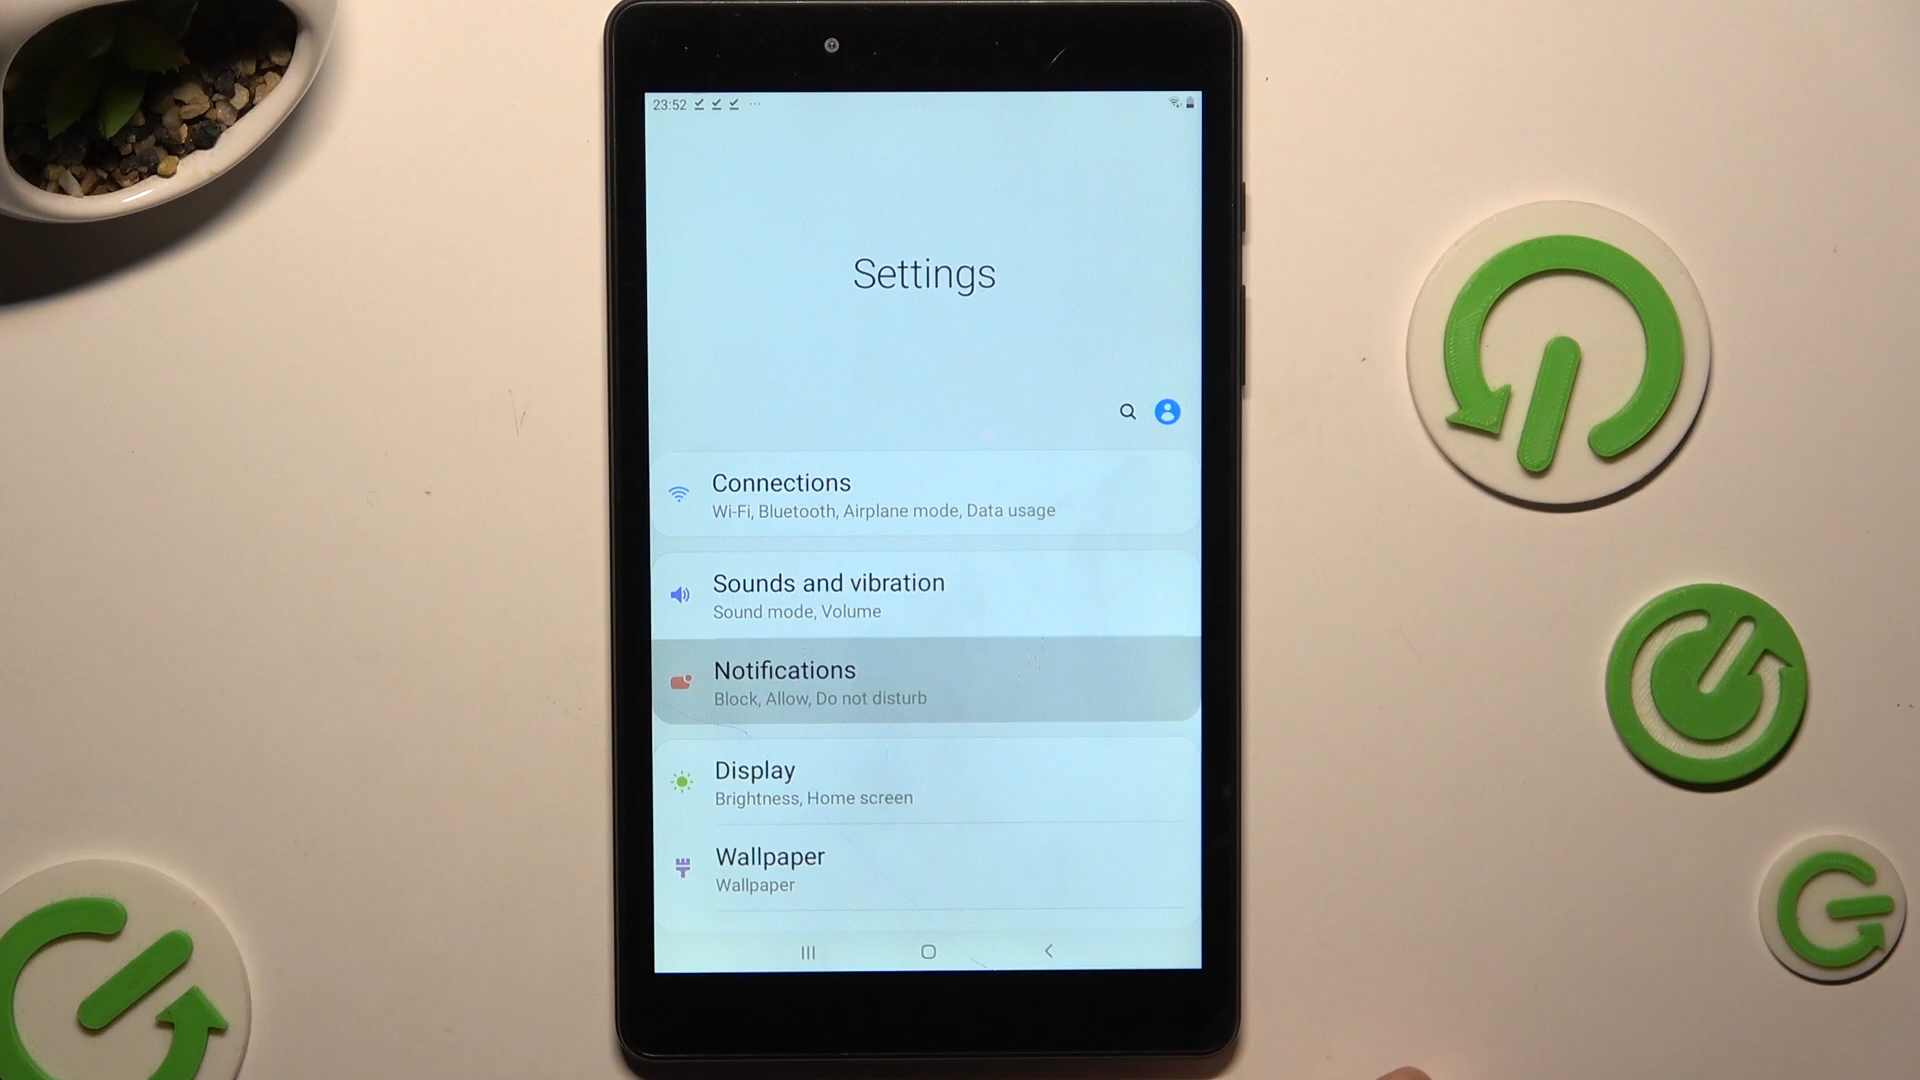 23:52
Settings
Connections
Wi-Fi, Bluetooth, Airplane mode, Data usage
Sounds and vibration
Sound mode, Volume
Notifications
Block, Allow, Do not disturb
Display
Brightness, Home screen
Wallpaper
Wallpaper